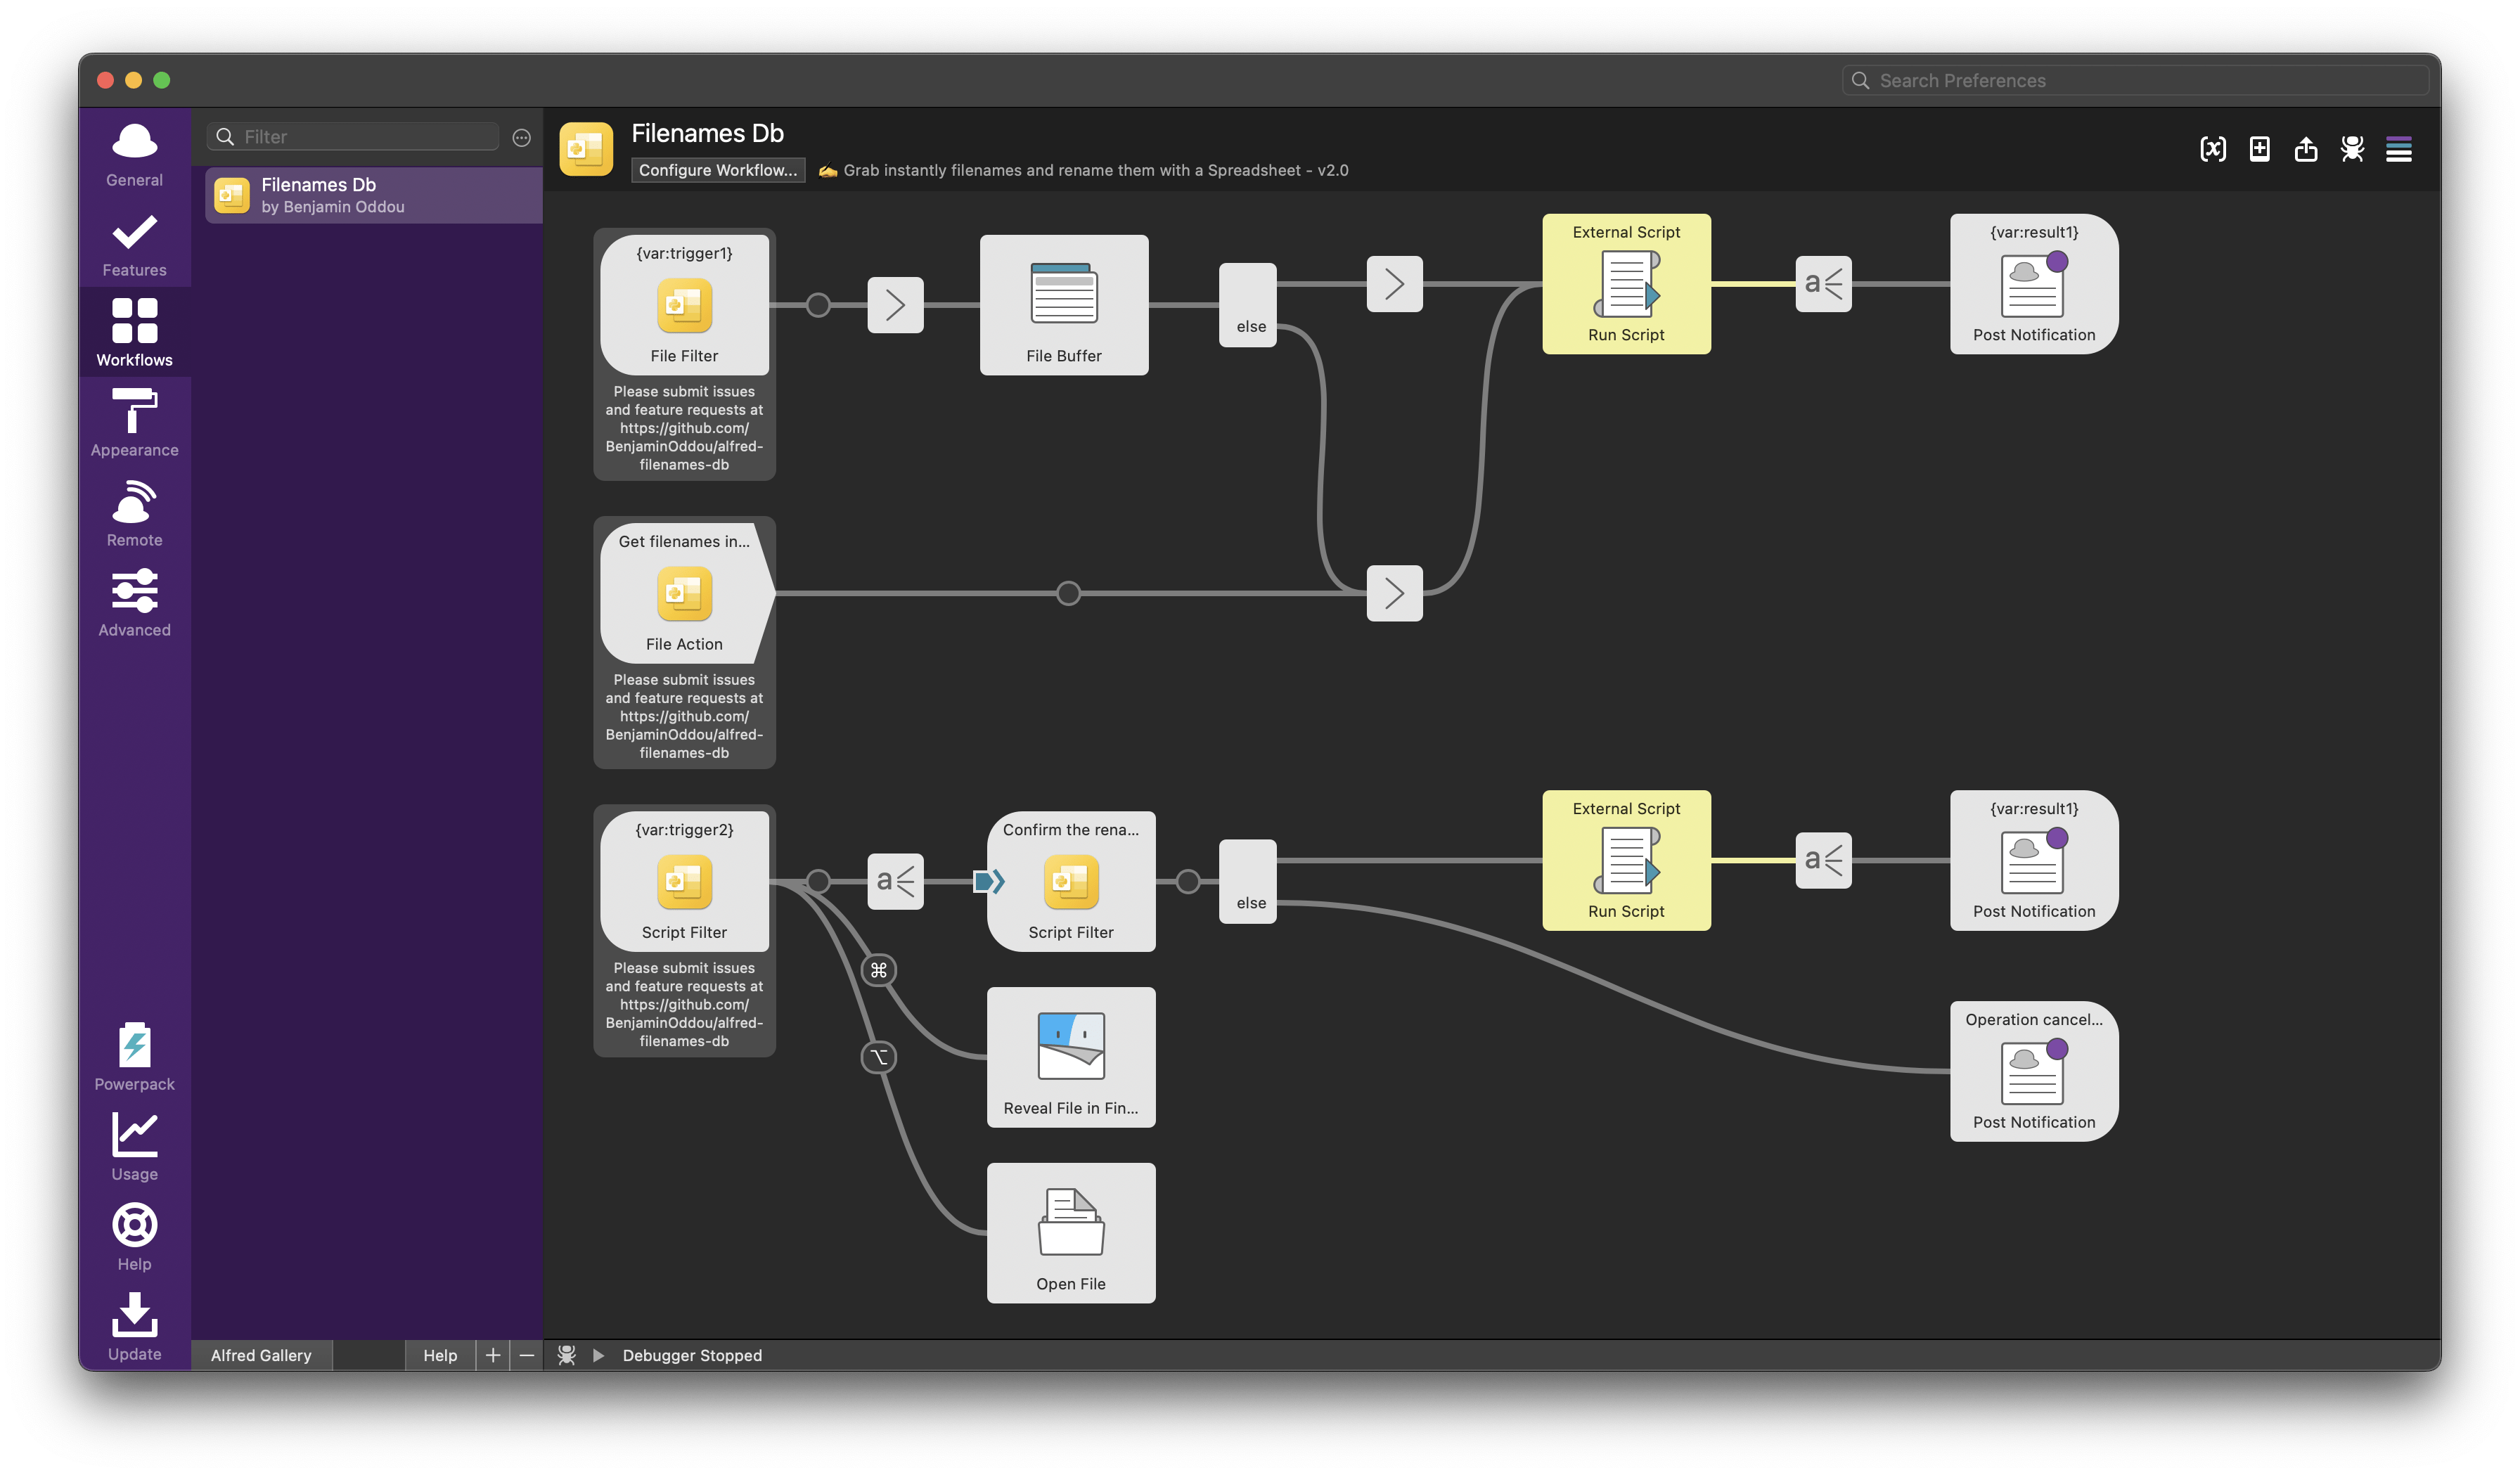 Search Preferences
General
Features
Workflows
Appearance
Remote
Advanced
Powerpack
Usage
Help
Update
Filter
Filenames Db
by Benjamin Oddou
Alfred Gallery
Help
Filenames Db
Configure Workflow...
✍️ Grab instantly filenames and rename them with a Spreadsheet - v2.0
{var:trigger1}
File Filter
Please submit issues
and feature requests at
https://github.com/
BenjaminOddou/alfred-
filenames-db
File Buffer
else
External Script
Run Script
a
{var:result1}
Post Notification
Get filenames in...
File Action
Please submit issues
and feature requests at
https://github.com/
BenjaminOddou/alfred-
filenames-db
{var:trigger2}
Script Filter
Please submit issues
and feature requests at
https://github.com/
BenjaminOddou/alfred-
filenames-db
a
Confirm the rena...
Script Filter
else
External Script
Run Script
a
{var:result1}
Post Notification
⌘
⌥
Reveal File in Fin...
Open File
Operation cancel...
Post Notification
Debugger Stopped